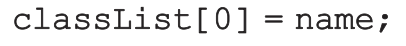 classList[0] = name;